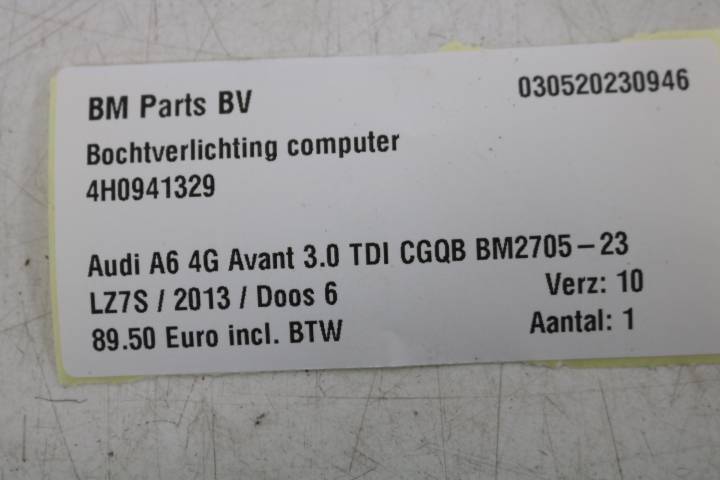 BM Parts BV 030520230946
Bochtverlichting computer
4H0941329
Audi A6 4G Avant 3.0 TDI CGQB BM2705-23
LZ7S / 2013 / Doos 6 Verz: 10
89.50 Euro incl. BTW Aantal: 1